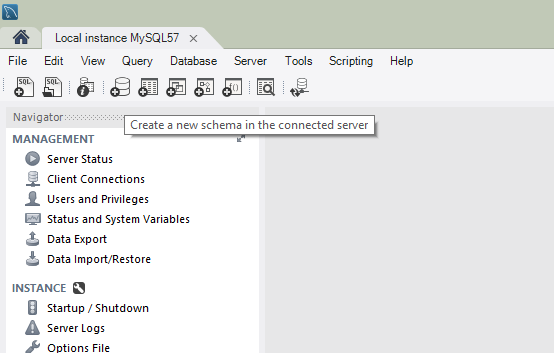 Local instance MySQL57
File Edit View Query Database Server Tools Scripting Help
SQL SQL
Navigator
Create a new schema in the connected server
MANAGEMENT
Server Status
Client Connections
Users and Privileges
Status and System Variables
Data Export
Data Import/Restore
INSTANCE
Startup / Shutdown
Server Logs
Options File